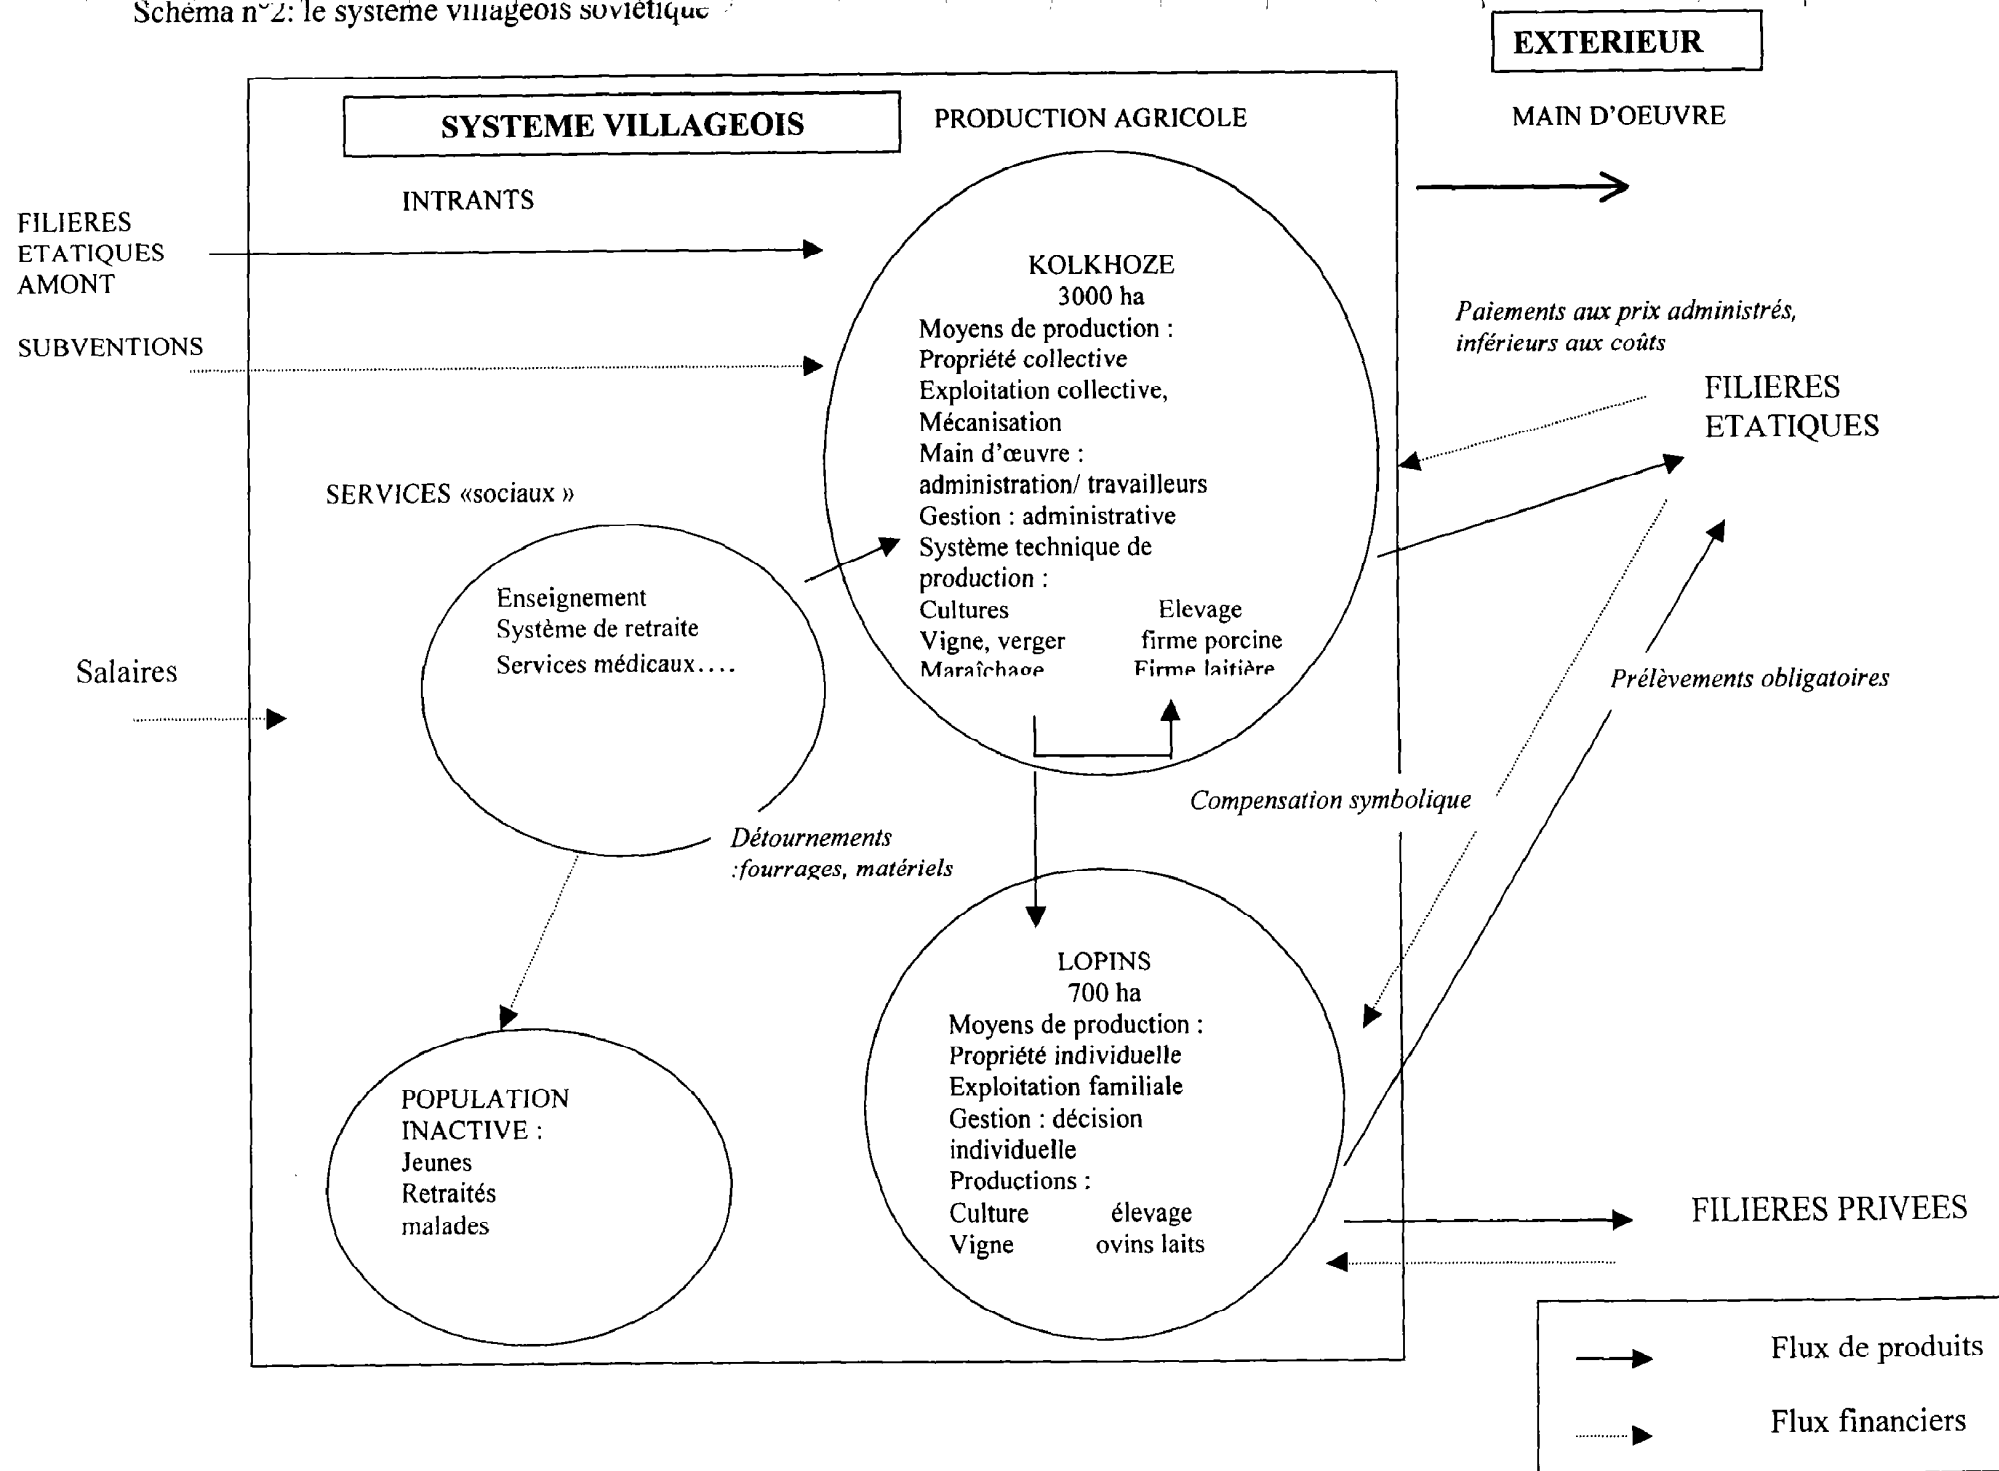 Schéma n°2: le système villageois soviétique
EXTERIEUR
SYSTEME VILLAGEOIS
PRODUCTION AGRICOLE
MAIN D'OEUVRE
INTRANTS
FILIERES
ETATIQUES
AMONT
SUBVENTIONS
KOLKHOZE
3000 ha
Moyens de production :
Propriété collective
Exploitation collective,
Mécanisation
Main d'œuvre :
administration/ travailleurs
Gestion : administrative
Système technique de
production :
Cultures Elevage
Vigne, verger firme porcine
Maraîchage Firme laitière
Paiements aux prix administrés,
inférieurs aux coûts
FILIERES
ETATIQUES
SERVICES «sociaux »
Enseignement
Système de retraite
Services médicaux....
Salaires
Prélèvements obligatoires
Compensation symbolique
Détournements
:fourrages, matériels
LOPINS
700 ha
Moyens de production :
Propriété individuelle
Exploitation familiale
Gestion : décision
individuelle
Productions :
Culture élevage
Vigne ovins laits
POPULATION
INACTIVE :
Jeunes
Retraités
malades
FILIERES PRIVEES
Flux de produits
Flux financiers